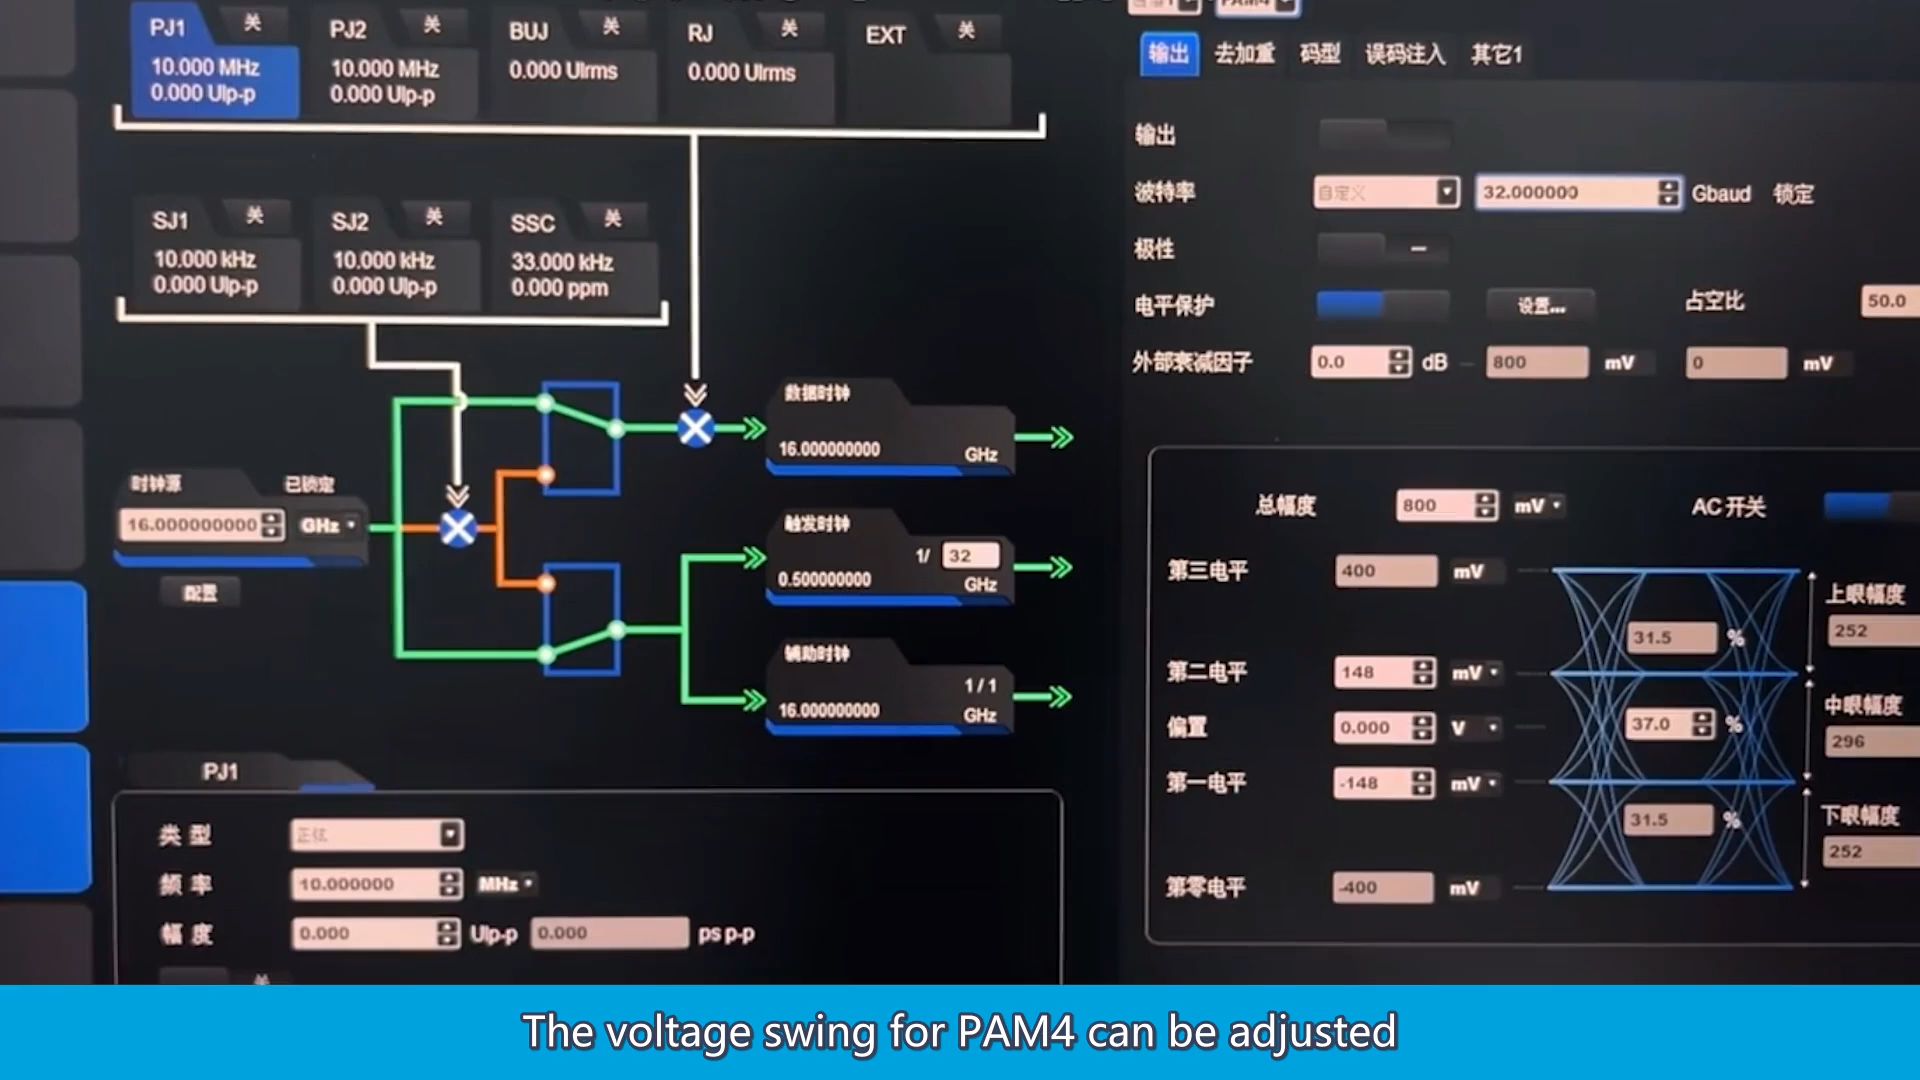 PJ1 关
10.000 MHz
0.000 UIp-p
PJ2 关
10.000 MHz
0.000 UIp-p
BUJ 关
0.000 UIrms
RJ 关
0.000 UIrms
EXT 关
SJ1 关
10.000 kHz
0.000 UIp-p
SJ2 关
10.000 kHz
0.000 UIp-p
SSC 关
33.000 kHz
0.000 ppm
时钟源 已锁定
16.000000000 GHz
配置
数据时钟
16.000000000 GHz
触发时钟
1/ 32
0.500000000 GHz
辅助时钟
1 / 1
16.000000000 GHz
PJ1
类 型 正弦
频 率 10.000000 MHz
幅 度 0.000 UIp-p 0.000 ps p-p
PAM4
输出 去加重 码型 误码注入 其它1
输出
波特率 自定义 32.000000 Gbaud 锁定
极性 –
电平保护 设置... 占空比 50.0
外部衰减因子 0.0 dB – 800 mV 0 mV
总幅度 800 mV AC 开关
第三电平 400 mV
上眼幅度
31.5 % 252
第二电平 148 mV
偏置 0.000 V 37.0 %
中眼幅度
296
第一电平 -148 mV
31.5 %
下眼幅度
252
第零电平 -400 mV
The voltage swing for PAM4 can be adjusted